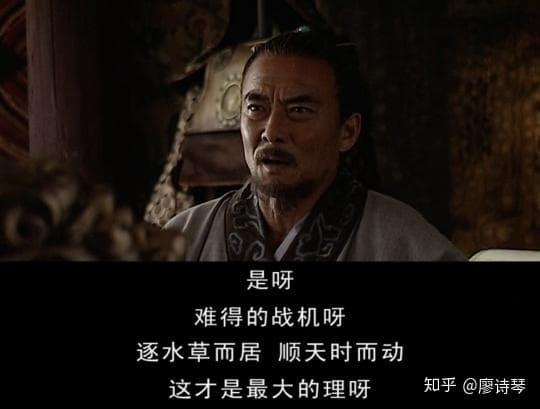 是呀
难得的战机呀
逐水草而居 顺天时而动
这才是最大的理呀
知乎 @廖诗琴